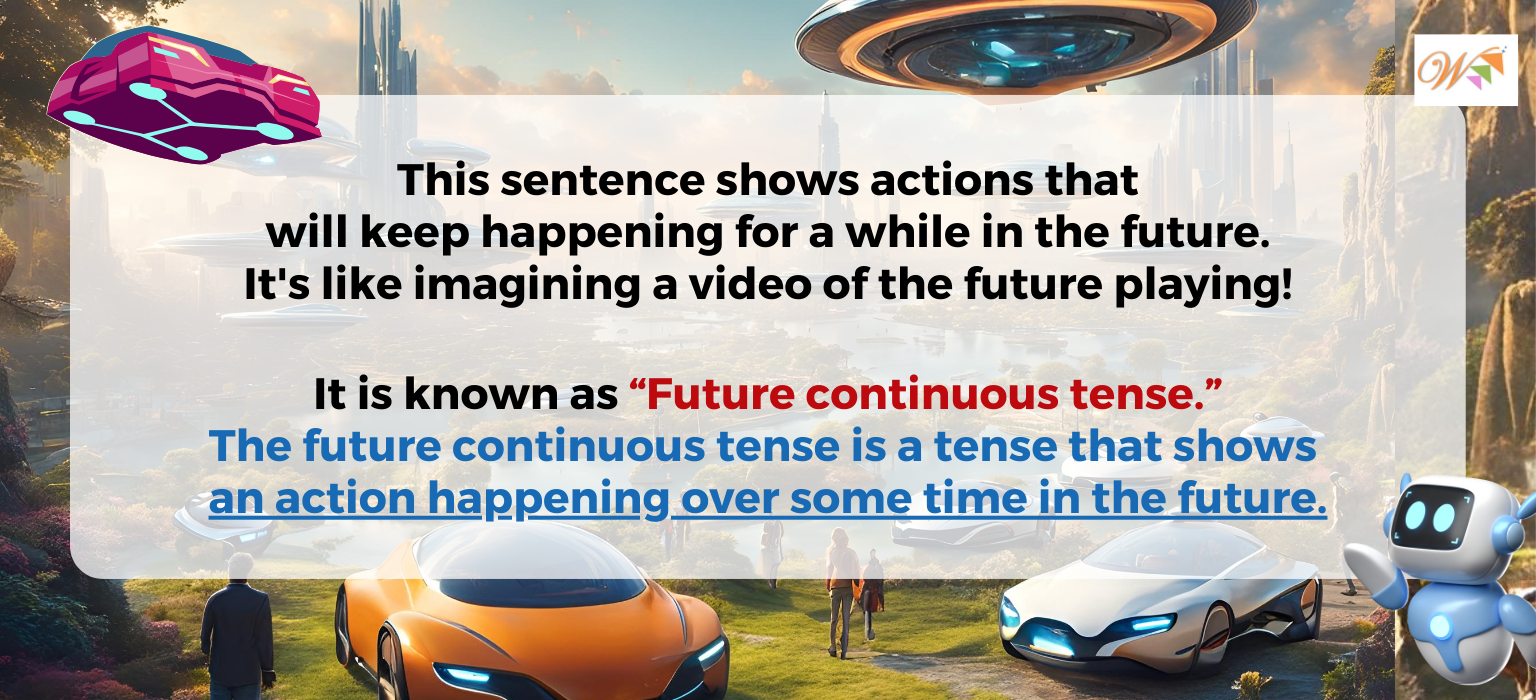 W
This sentence shows actions that
will keep happening for a while in the future.
It's like imagining a video of the future playing!
It is known as “Future continuous tense.”
The future continuous tense is a tense that shows
an action happening over some time in the future.